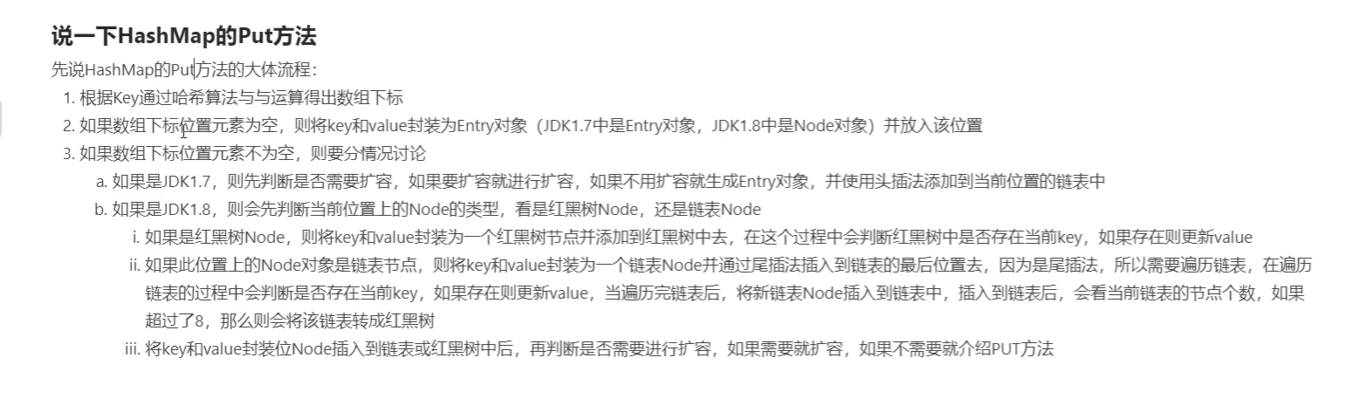 说一下HashMap的Put方法
先说HashMap的Put方法的大体流程：
1. 根据Key通过哈希算法与与运算得出数组下标
2. 如果数组下标位置元素为空，则将key和value封装为Entry对象（JDK1.7中是Entry对象，JDK1.8中是Node对象）并放入该位置
3. 如果数组下标位置元素不为空，则要分情况讨论
a. 如果是JDK1.7，则先判断是否需要扩容，如果要扩容就进行扩容，如果不用扩容就生成Entry对象，并使用头插法添加到当前位置的链表中
b. 如果是JDK1.8，则会先判断当前位置上的Node的类型，看是红黑树Node，还是链表Node
i. 如果是红黑树Node，则将key和value封装为一个红黑树节点并添加到红黑树中去，在这个过程中会判断红黑树中是否存在当前key，如果存在则更新value
ii. 如果此位置上的Node对象是链表节点，则将key和value封装为一个链表Node并通过尾插法插入到链表的最后位置去，因为是尾插法，所以需要遍历链表，在遍历
链表的过程中会判断是否存在当前key，如果存在则更新value，当遍历完链表后，将新链表Node插入到链表中，插入到链表后，会看当前链表的节点个数，如果
超过了8，那么则会将该链表转成红黑树
iii. 将key和value封装位Node插入到链表或红黑树中后，再判断是否需要进行扩容，如果需要就扩容，如果不需要就介绍PUT方法